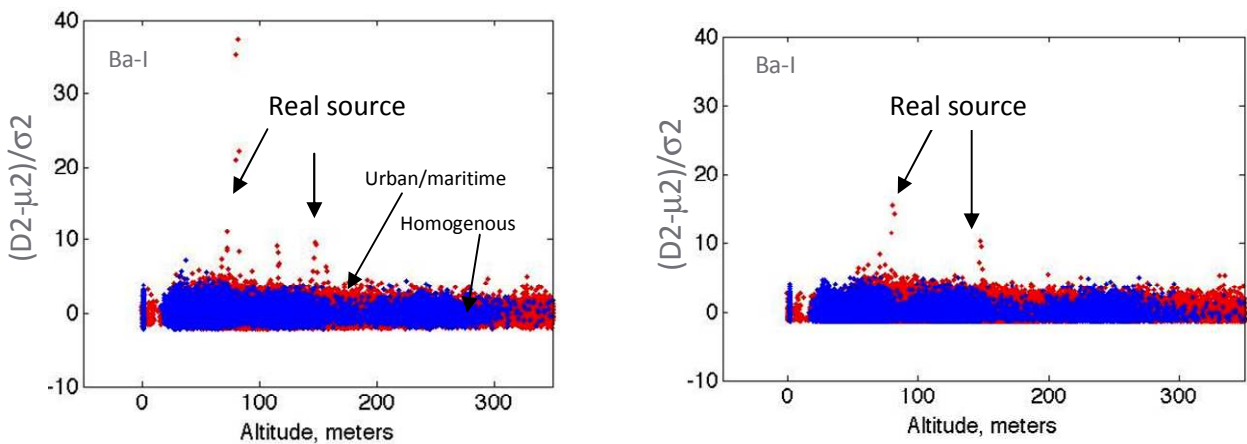 40
30
20
10
0
-10
Ba-I
Real source
Urban/maritime
Homogenous
(D2-μ2)/σ2
0 100 200 300
Altitude, meters
40
30
20
10
0
-10
Ba-I
Real source
(D2-μ2)/σ2
0 100 200 300
Altitude, meters